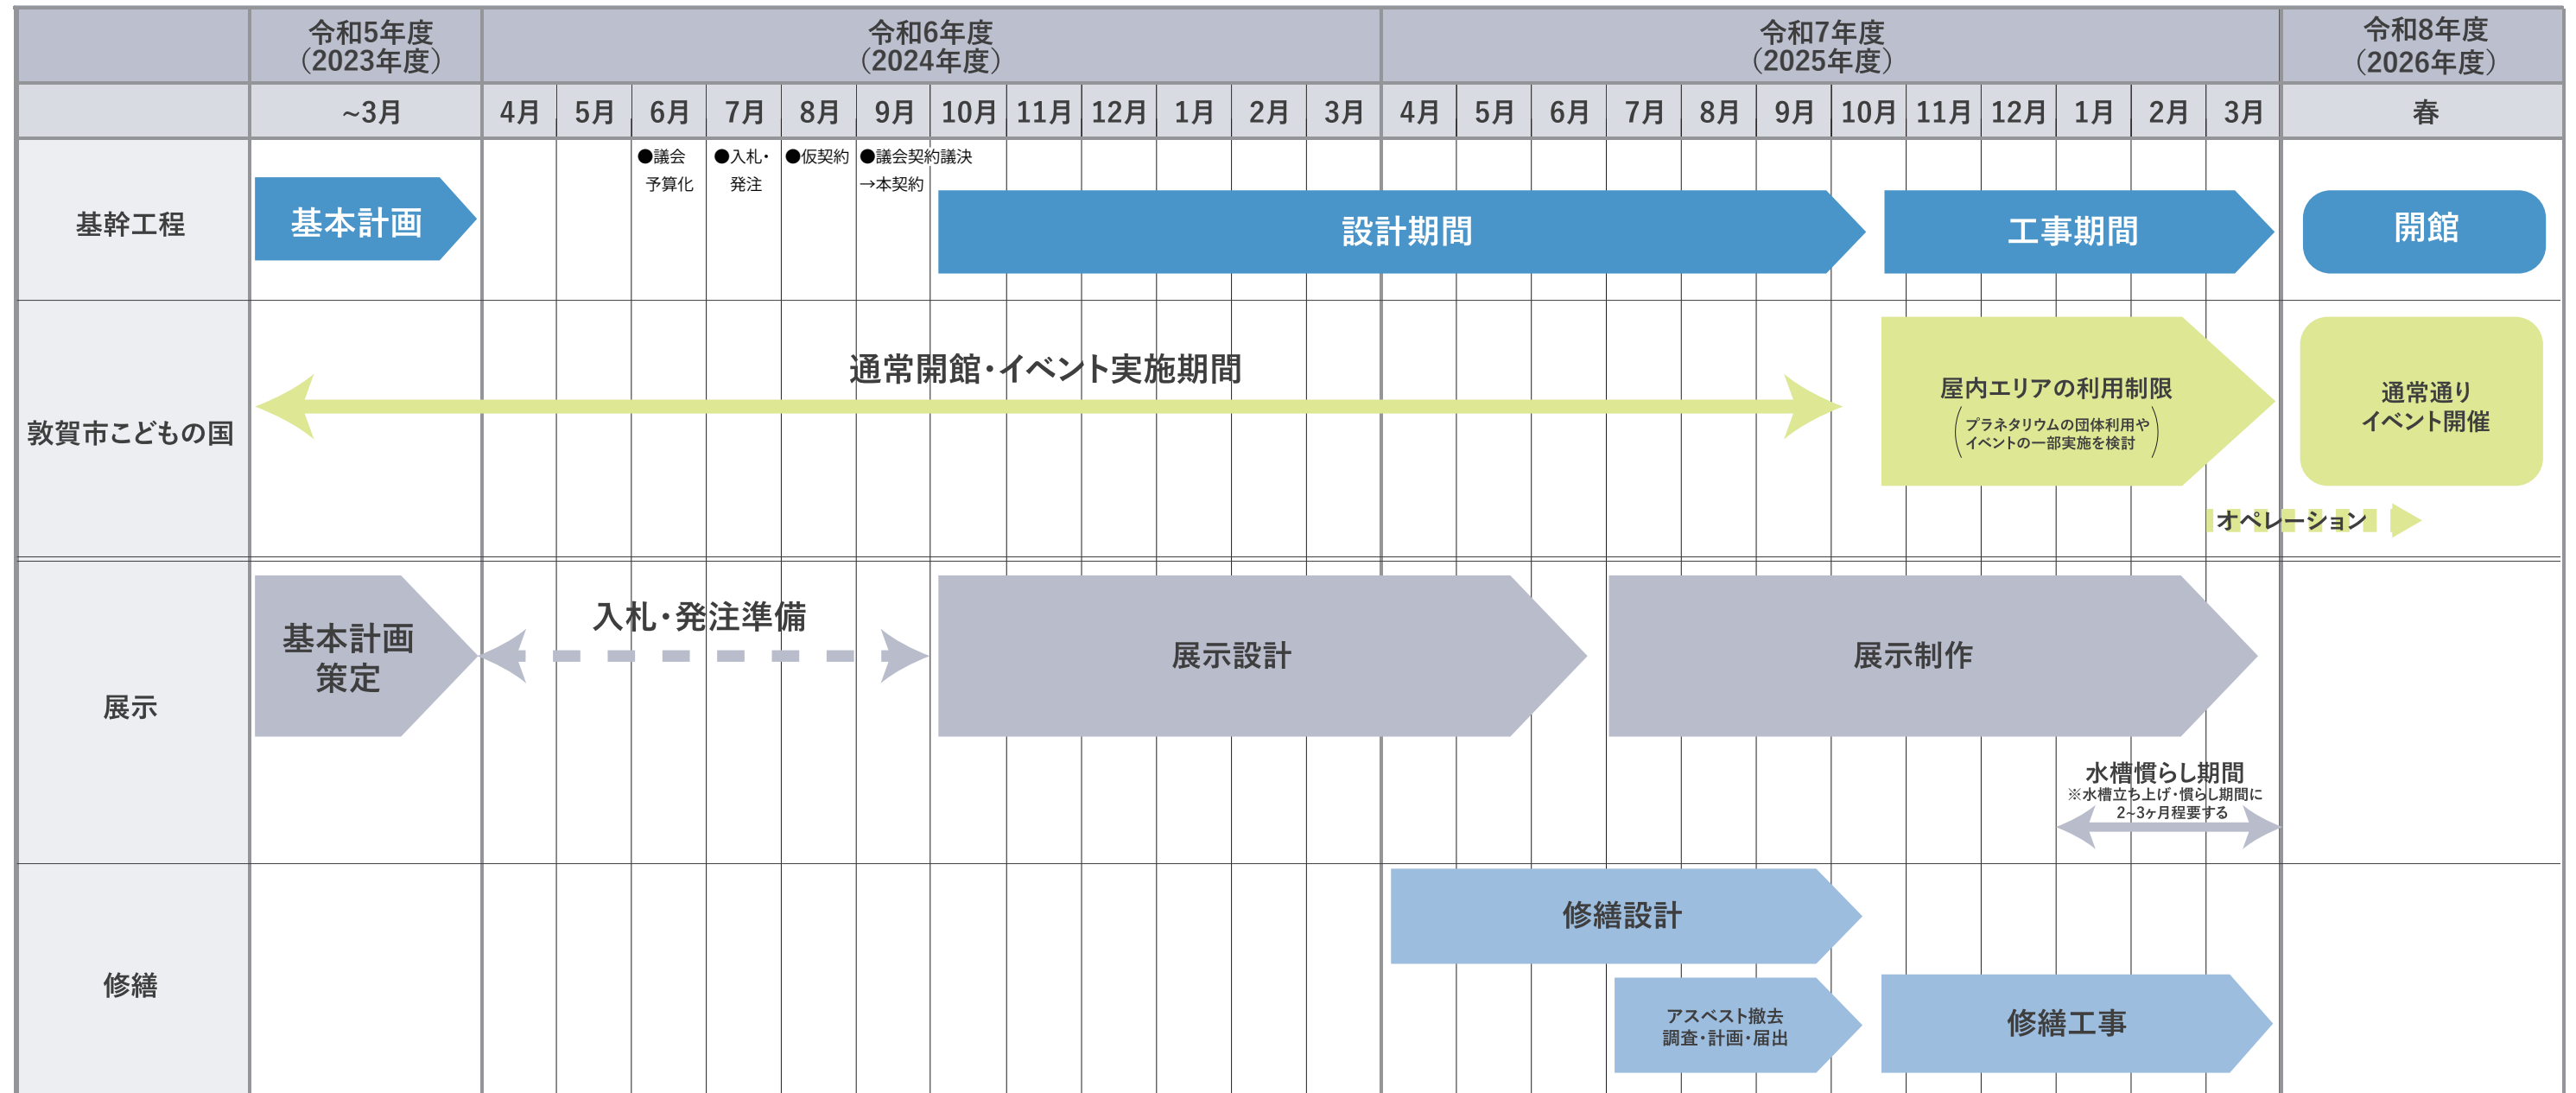 令和5年度
（2023年度）
令和6年度
（2024年度）
令和7年度
（2025年度）
令和8年度
（2026年度）
~3月
4月
5月
6月
7月
8月
9月
10月
11月
12月
1月
2月
3月
4月
5月
6月
7月
8月
9月
10月
11月
12月
1月
2月
3月
春
基幹工程
基本計画
●議会
予算化
●入札・
発注
●仮契約
●議会契約議決
→本契約
設計期間
工事期間
開館
敦賀市こどもの国
通常開館・イベント実施期間
屋内エリアの利用制限
（プラネタリウムの団体利用や
イベントの一部実施を検討）
通常通り
イベント開催
オペレーション
展示
基本計画
策定
入札・発注準備
展示設計
展示制作
水槽慣らし期間
※水槽立ち上げ・慣らし期間に
2~3ヶ月程要する
修繕
修繕設計
アスベスト撤去
調査・計画・届出
修繕工事